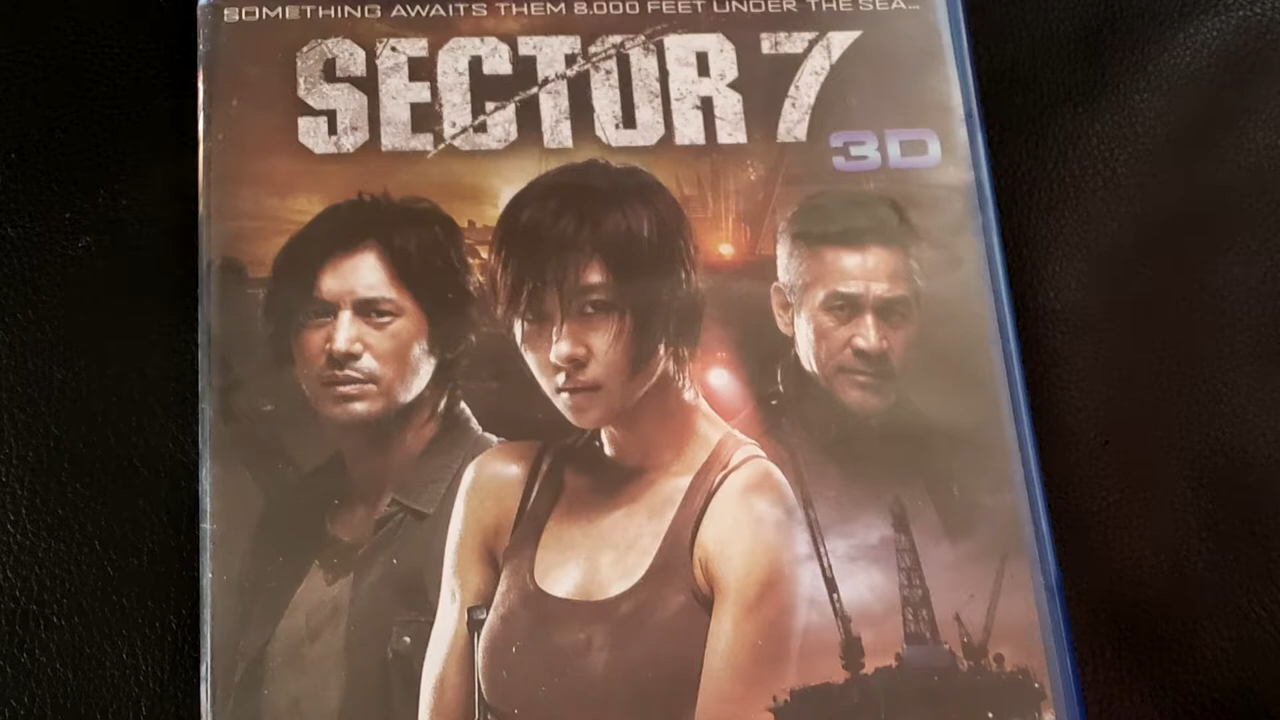 SOMETHING AWAITS THEM 8,000 FEET UNDER THE SEA...
SECTOR 7
3D